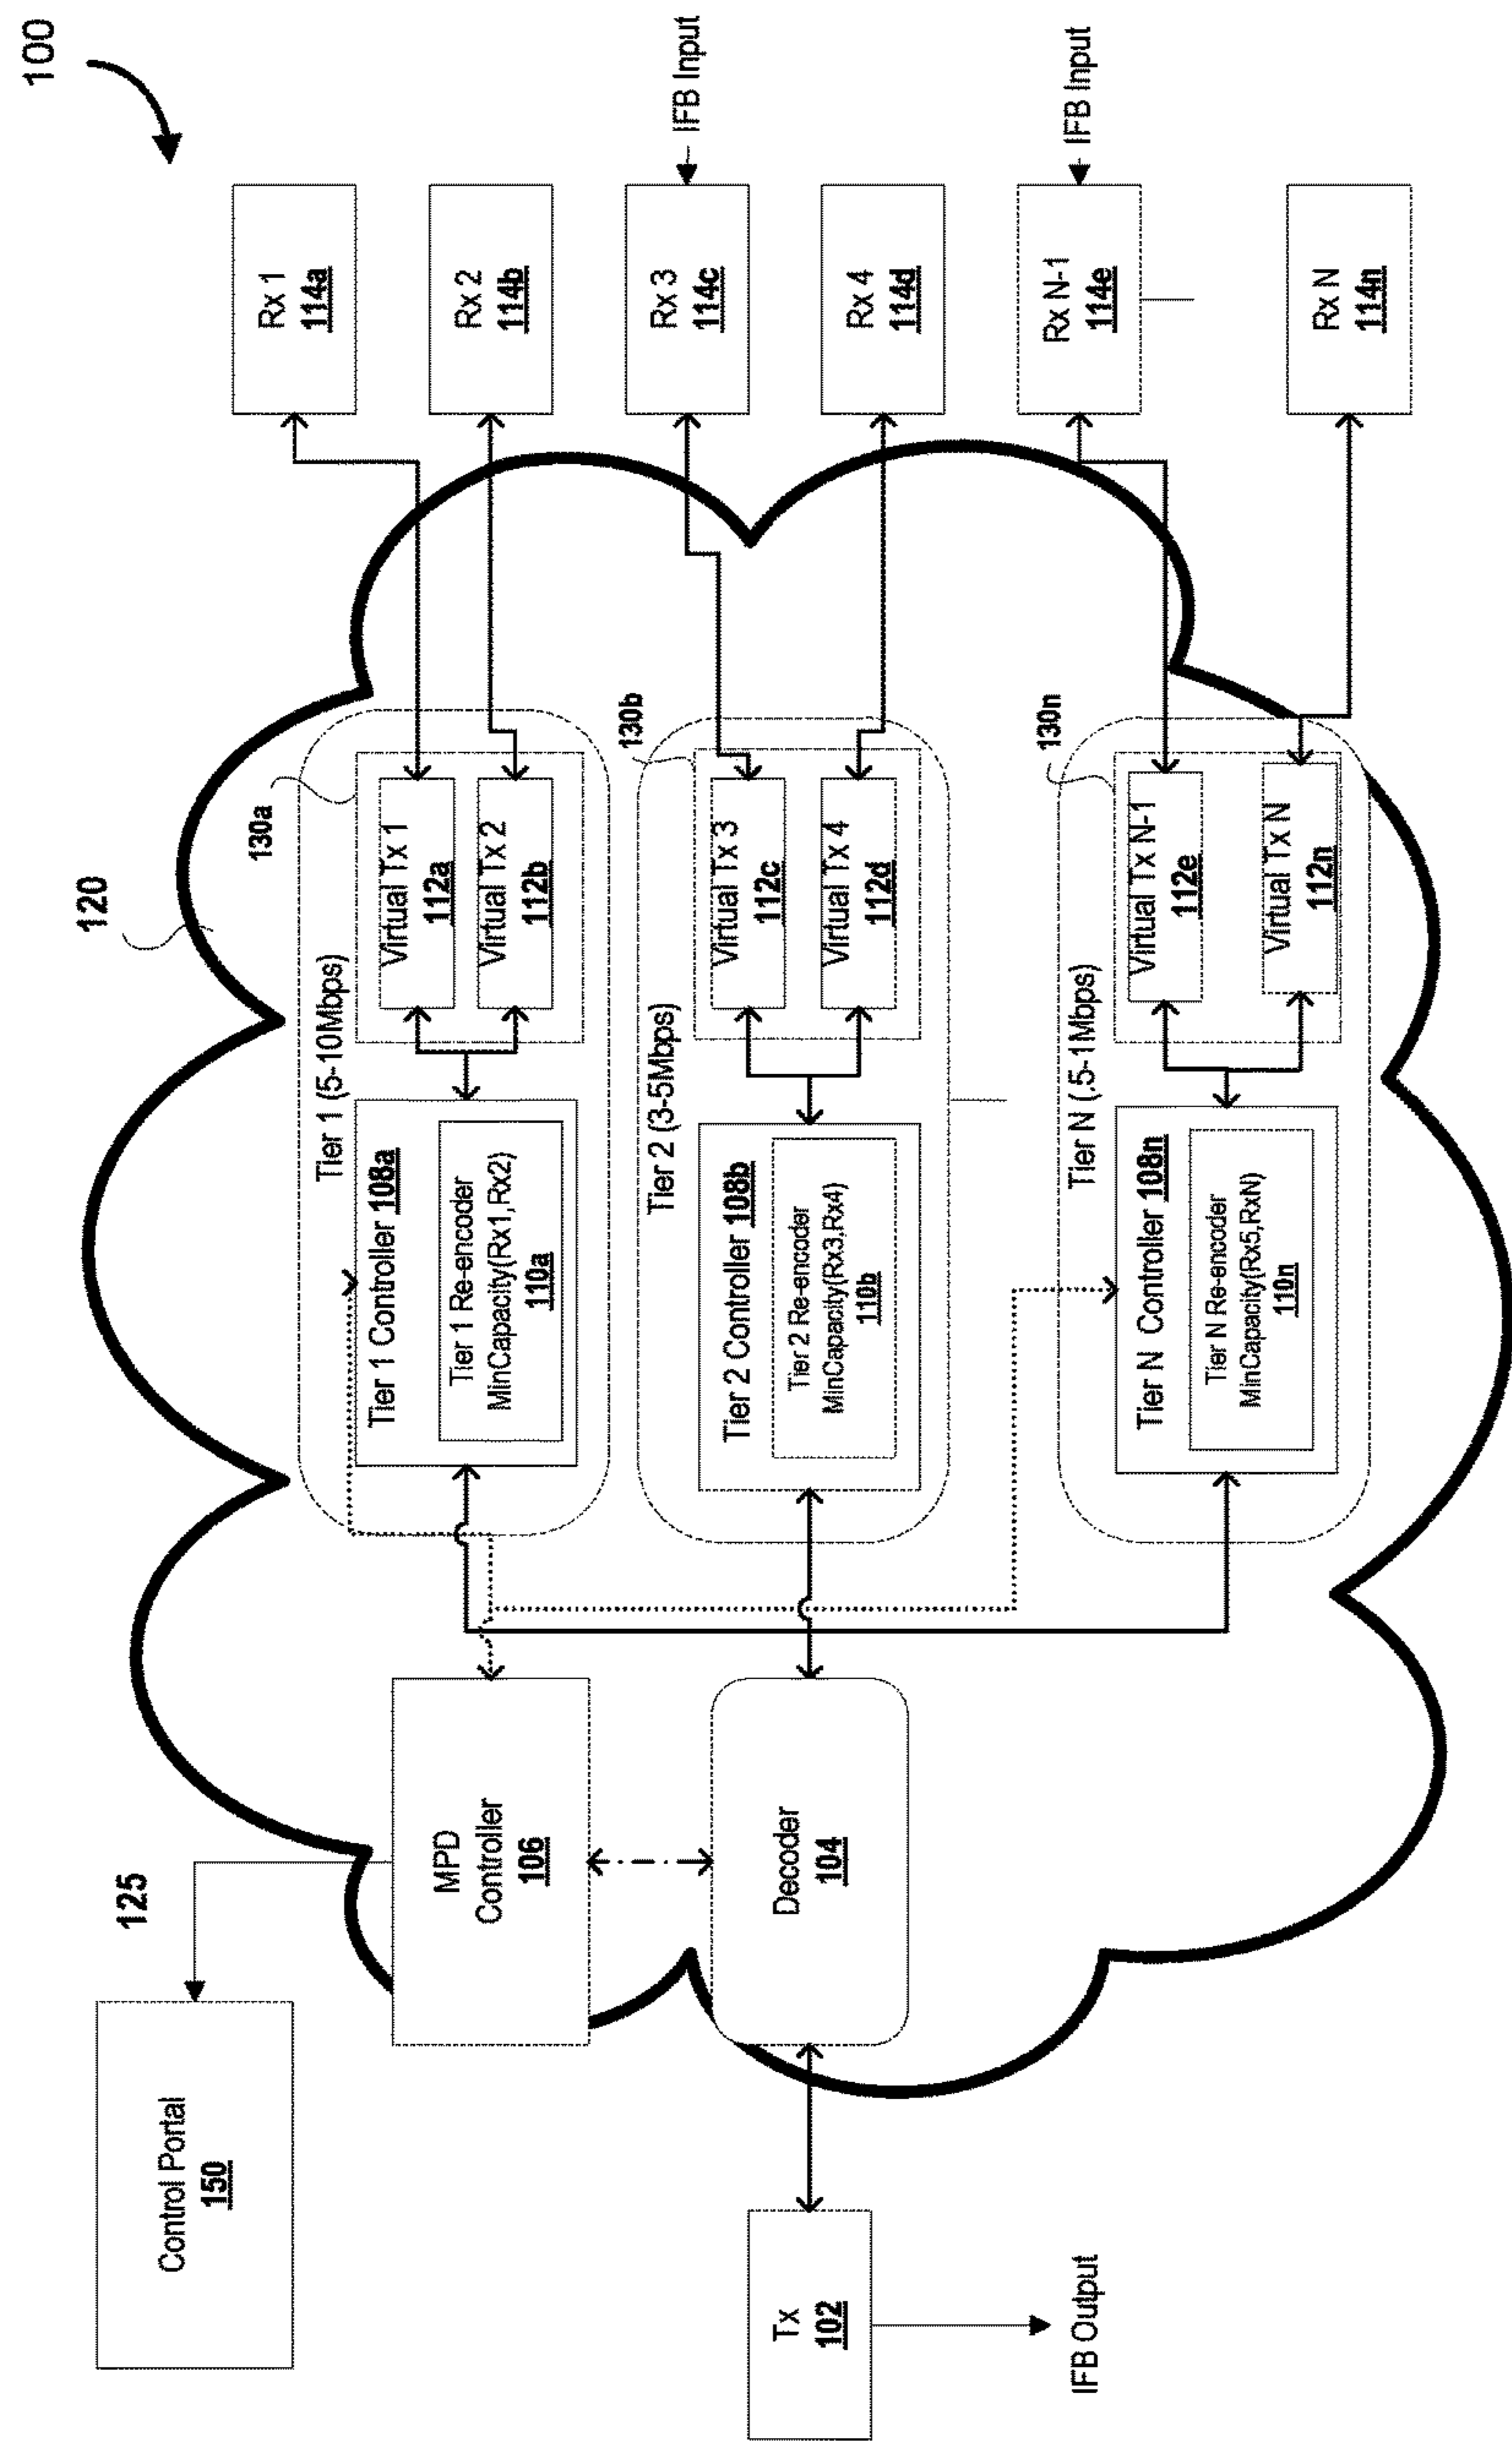 100
Control Portal
150
125
120
Tx
102
IFB Output
MPD
Controller
106
Decoder
104
Tier 1 (5-10Mbps)
Tier 1 Controller 108a
Tier 1 Re-encoder
MinCapacity(Rx1,Rx2)
110a
130a
Virtual Tx 1
112a
Virtual Tx 2
112b
Tier 2 (3-5Mbps)
Tier 2 Controller 108b
Tier 2 Re-encoder
MinCapacity(Rx3,Rx4)
110b
130b
Virtual Tx 3
112c
Virtual Tx 4
112d
Tier N (.5-1Mbps)
Tier N Controller 108n
Tier N Re-encoder
MinCapacity(Rx5,RxN)
110n
130n
Virtual Tx N-1
112e
Virtual Tx N
112n
Rx 1
114a
Rx 2
114b
Rx 3
114c
IFB Input
Rx 4
114d
Rx N-1
114e
IFB Input
Rx N
114n